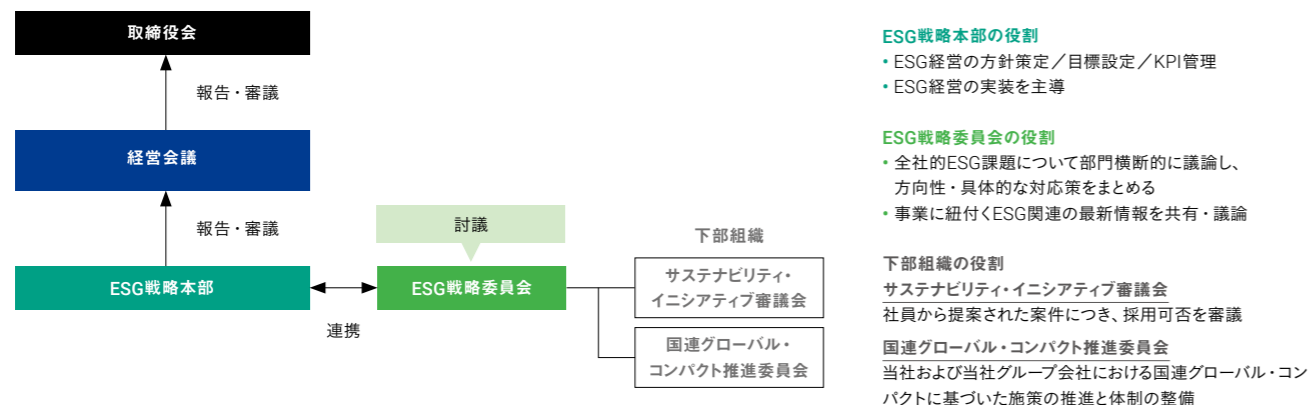 取締役会
報告・審議
経営会議
報告・審議
ESG戦略本部
連携
討議
ESG戦略委員会
下部組織
サステナビリティ・
イニシアティブ審議会
国連グローバル・
コンパクト推進委員会
ESG戦略本部の役割
• ESG経営の方針策定／目標設定／KPI管理
• ESG経営の実装を主導
ESG戦略委員会の役割
• 全社的ESG課題について部門横断的に議論し、
方向性・具体的な対応策をまとめる
• 事業に紐付くESG関連の最新情報を共有・議論
下部組織の役割
サステナビリティ・イニシアティブ審議会
社員から提案された案件につき、採用可否を審議
国連グローバル・コンパクト推進委員会
当社および当社グループ会社における国連グローバル・コン
パクトに基づいた施策の推進と体制の整備